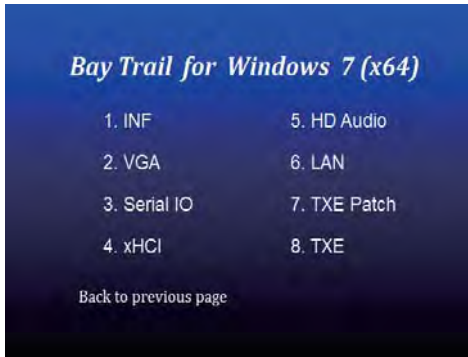 Bay Trail for Windows 7 (x64)
1. INF
2. VGA
3. Serial IO
4. xHCI
5. HD Audio
6. LAN
7. TXE Patch
8. TXE
Back to previous page